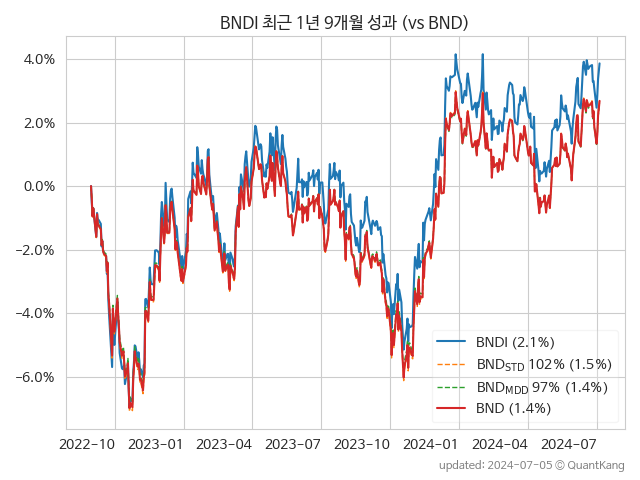 BNDI 최근 1년 9개월 성과 (vs BND)
4.0%
2.0%
0.0%
−2.0%
−4.0%
−6.0%
BNDI (2.1%)
BND_STD 102% (1.5%)
BND_MDD 97% (1.4%)
BND (1.4%)
2022-10 2023-01 2023-04 2023-07 2023-10 2024-01 2024-04 2024-07
updated: 2024-07-05 © QuantKang